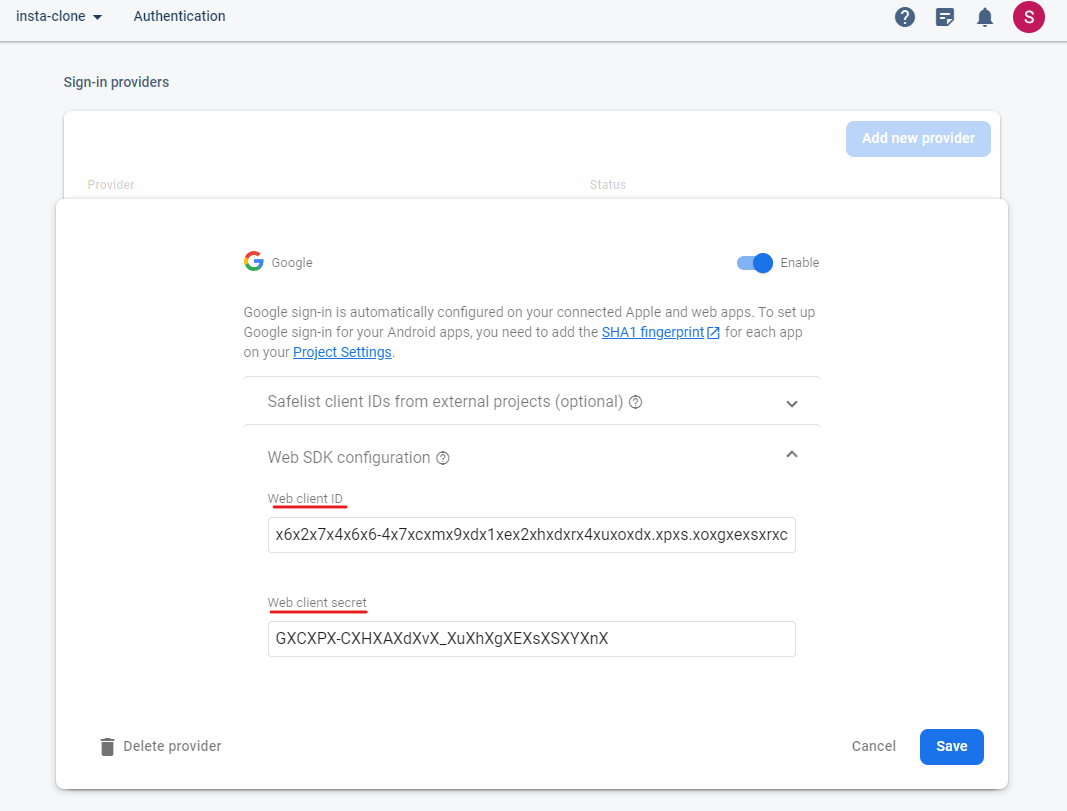 insta-clone Authentication S
Sign-in providers
Add new provider
Provider Status
Google Enable
Google sign-in is automatically configured on your connected Apple and web apps. To set up
Google sign-in for your Android apps, you need to add the SHA1 fingerprint for each app
on your Project Settings.
Safelist client IDs from external projects (optional)
Web SDK configuration
Web client ID
x6x2x7x4x6x6-4x7xcxmx9xdx1xex2xhxdxrx4xuxoxdx.xpxs.xoxgxexsxrxc
Web client secret
GXCXPX-CXHXAXdXvX_XuXhXgXEXsXSXYXnX
Delete provider Cancel Save